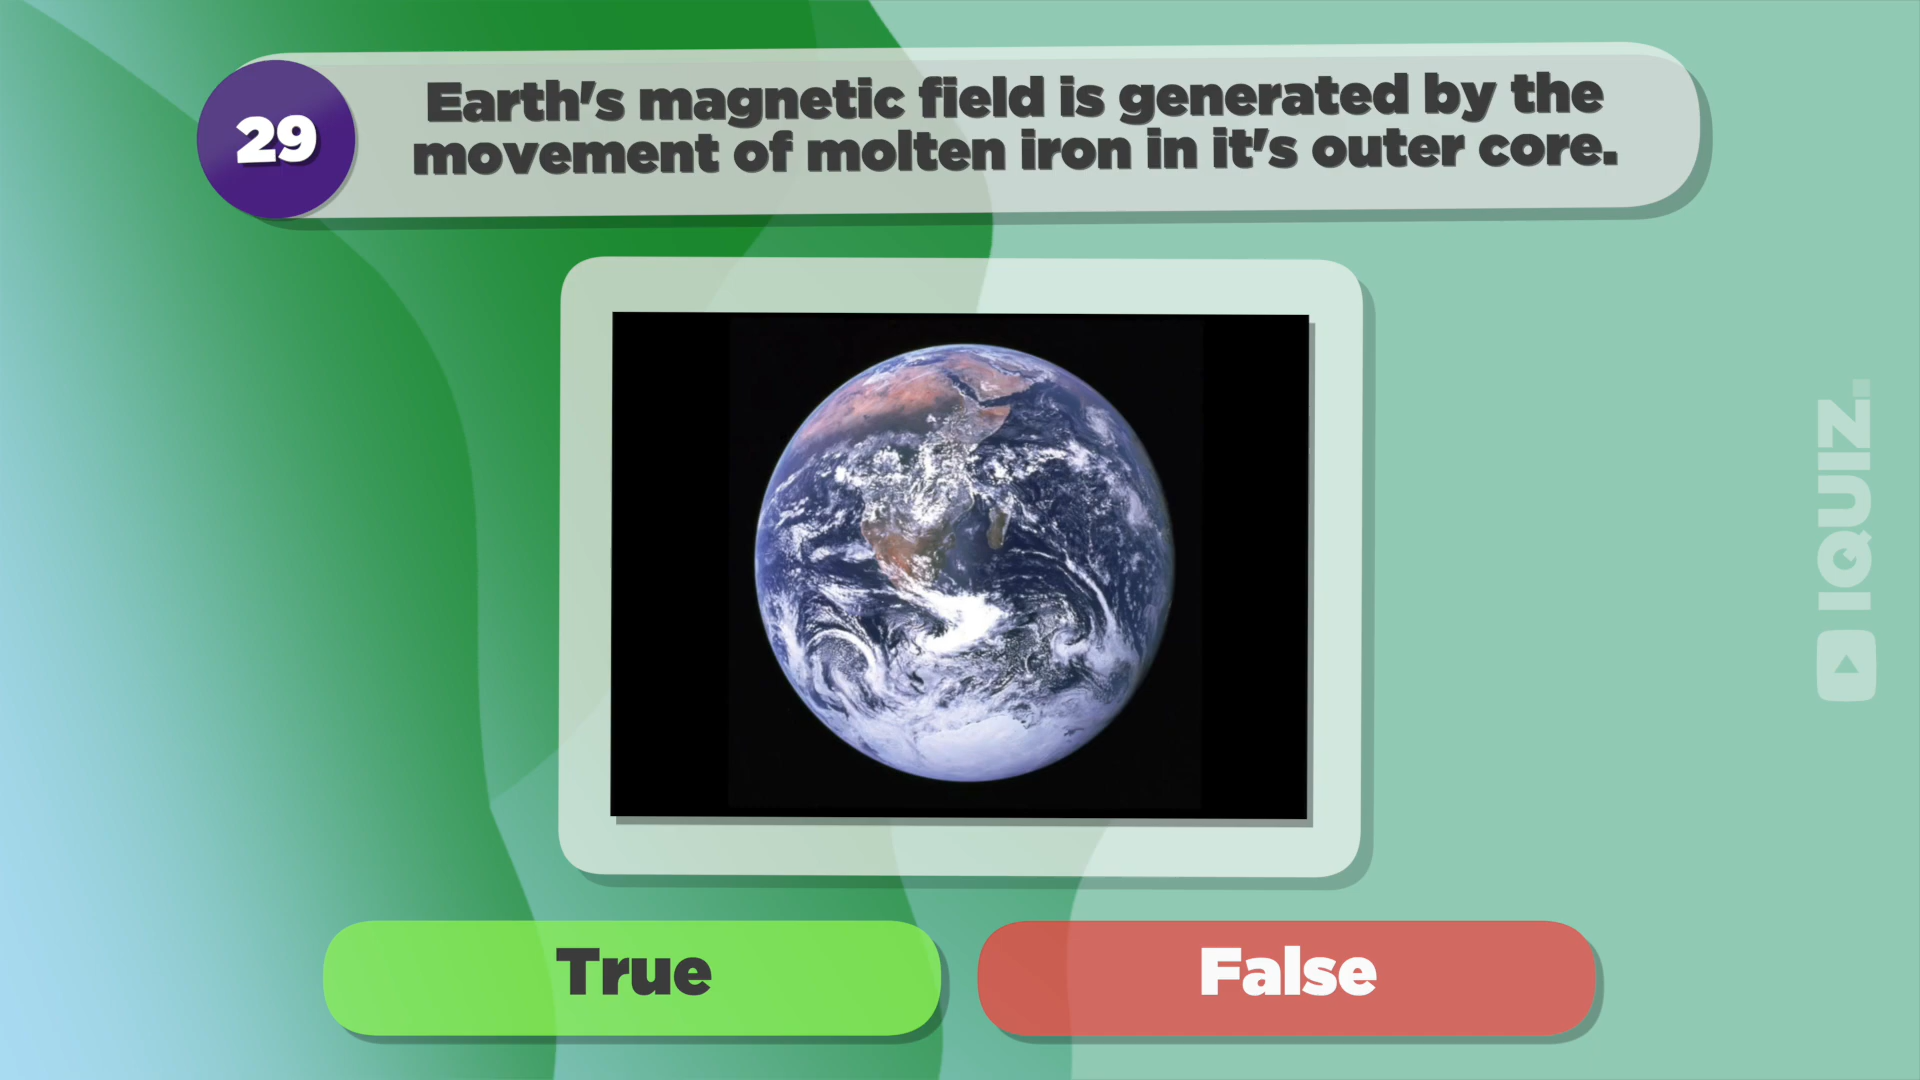 29
Earth's magnetic field is generated by the
movement of molten iron in it's outer core.
True
False
IQUIZ.